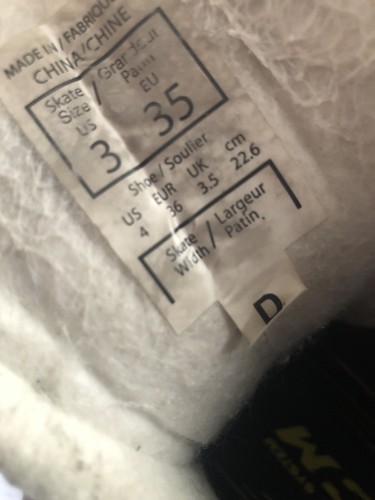 MADE IN / FABRIQUÉ
CHINA/CHINE
Skate / Grandeur
Size / Patin
US EU
3 35
Shoe / Soulier
US EUR UK cm
4 36 3.5 22.6
Skate / Largeur
Width / Patin
D